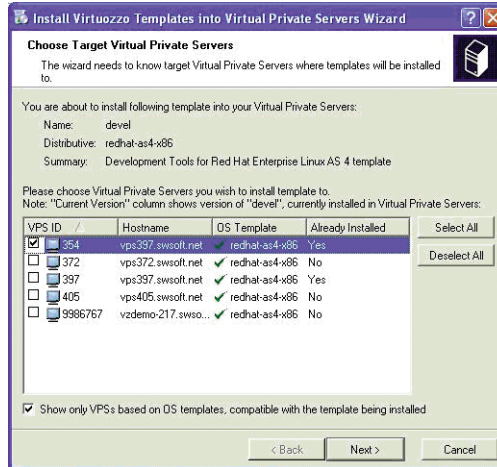 Install Virtuozzo Templates into Virtual Private Servers Wizard
Choose Target Virtual Private Servers
The wizard needs to know target Virtual Private Servers where templates will be installed
to.
You are about to install following template into your Virtual Private Servers:
Name: devel
Distributive: redhat-as4-x86
Summary: Development Tools for Red Hat Enterprise Linux AS 4 template
Please choose Virtual Private Servers you wish to install template to.
Note: "Current Version" column shows version of "devel", currently installed in Virtual Private Servers:
VPS ID Hostname OS Template Already Installed
354 vps397.swsoft.net redhat-as4-x86 Yes
372 vps372.swsoft.net redhat-as4-x86 No
397 vps397.swsoft.net redhat-as4-x86 Yes
405 vps405.swsoft.net redhat-as4-x86 No
9986767 vzdemo-217.swso... redhat-as4-x86 No
Select All
Deselect All
Show only VPSs based on OS templates, compatible with the template being installed
< Back Next > Cancel